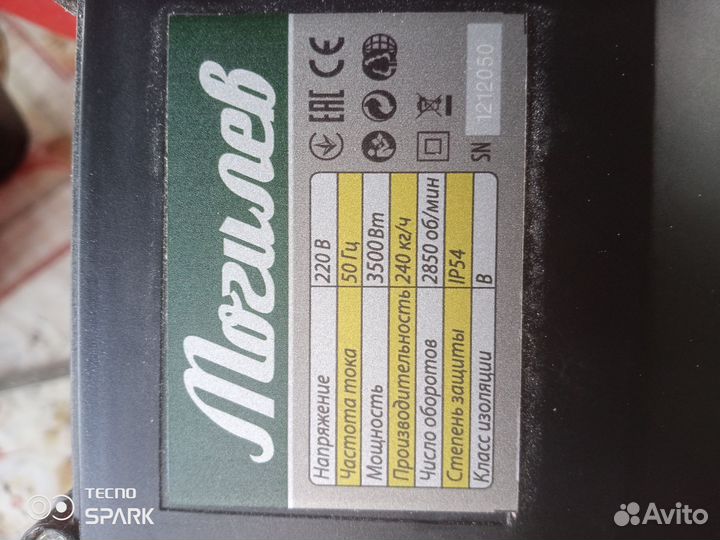 Могилев
EAC CE
Напряжение 220 В
Частота тока 50 Гц
Мощность 3500 Вт
Производительность 240 кг/ч
Число оборотов 2850 об/мин
Степень защиты IP54
Класс изоляции B
SN 1212050
TECNO
SPARK
Avito